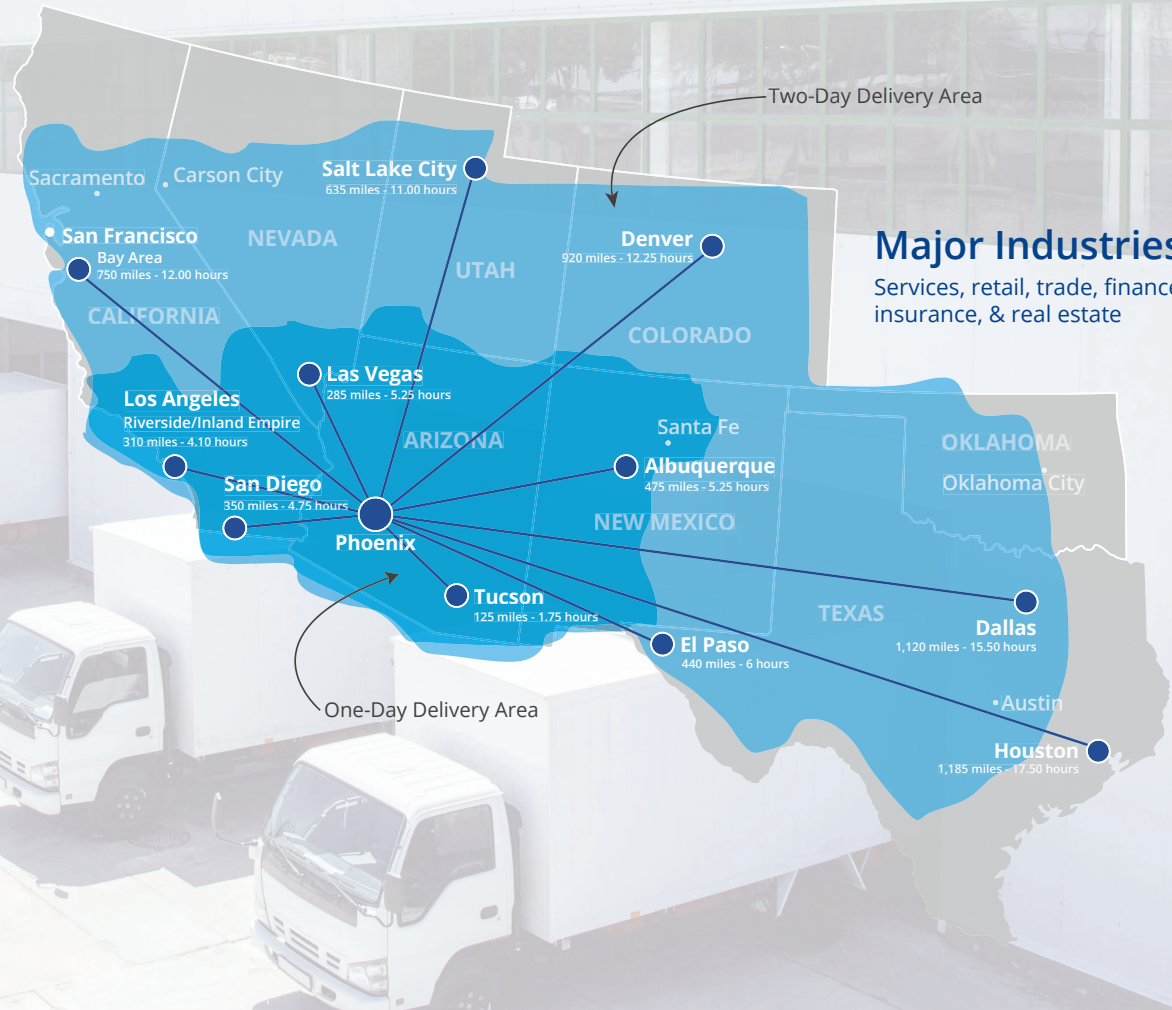 Two-Day Delivery Area
Salt Lake City
635 miles - 11.00 hours
Sacramento
Carson City
San Francisco
Bay Area
750 miles - 12.00 hours
NEVADA
Denver
920 miles - 12.25 hours
UTAH
Major Industries
Services, retail, trade, finance
insurance, & real estate
CALIFORNIA
COLORADO
Las Vegas
285 miles - 5.25 hours
Los Angeles
Riverside/Inland Empire
310 miles - 4.10 hours
ARIZONA
Santa Fe
OKLAHOMA
Albuquerque
475 miles - 5.25 hours
Oklahoma City
San Diego
350 miles - 4.75 hours
NEW MEXICO
Phoenix
Tucson
125 miles - 1.75 hours
TEXAS
Dallas
1,120 miles - 15.50 hours
El Paso
440 miles - 6 hours
Austin
One-Day Delivery Area
Houston
1,185 miles - 17.50 hours